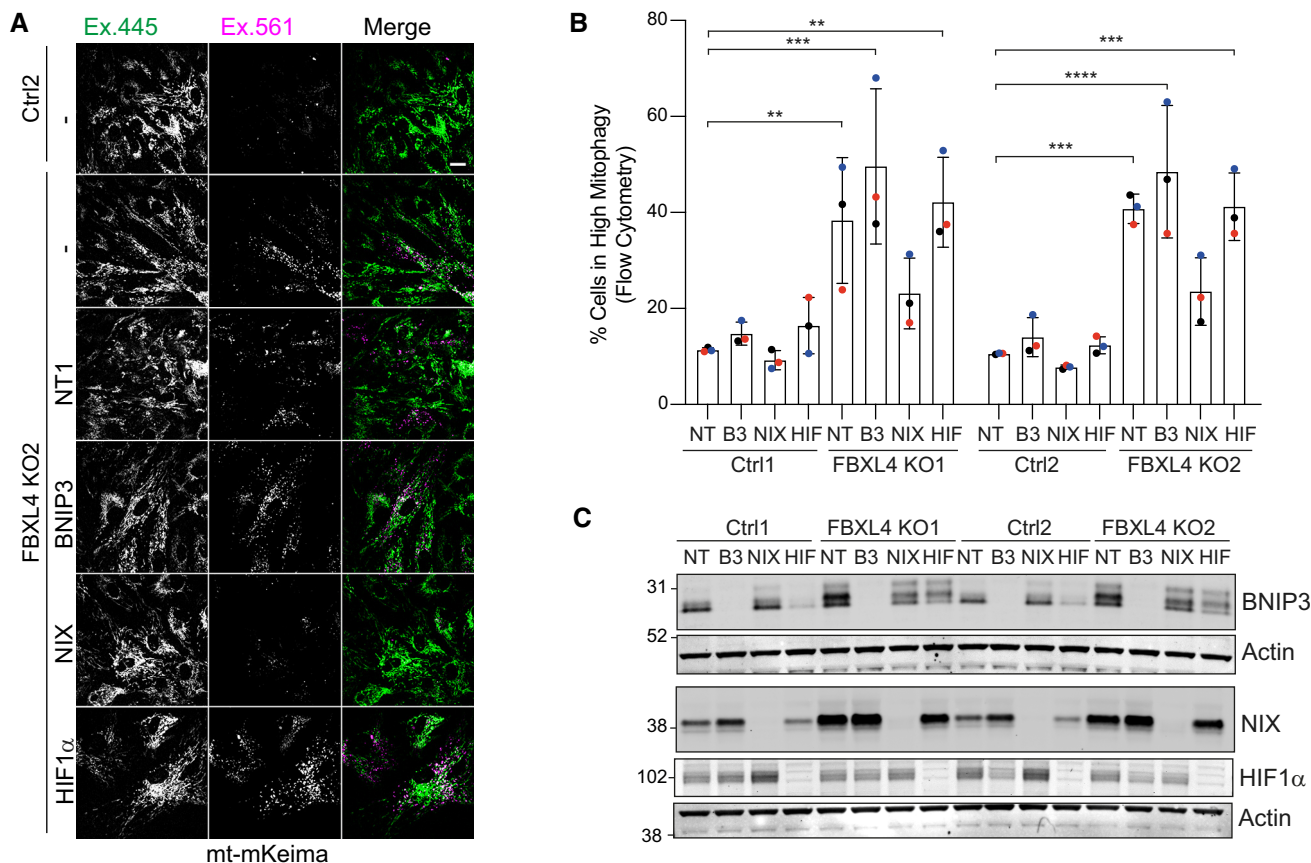 A
Ex.445 Ex.561 Merge
Ctrl2
-
FBXL4 KO2
-
NT1
BNIP3
NIX
HIF1α
mt-mKeima
B
% Cells in High Mitophagy
(Flow Cytometry)
80
60
40
20
0
**
***
**
***
****
***
NT B3 NIX HIF NT B3 NIX HIF NT B3 NIX HIF NT B3 NIX HIF
Ctrl1 FBXL4 KO1 Ctrl2 FBXL4 KO2
C
Ctrl1 FBXL4 KO1 Ctrl2 FBXL4 KO2
NT B3 NIX HIF NT B3 NIX HIF NT B3 NIX HIF NT B3 NIX HIF
31 BNIP3
52 Actin
38 NIX
102 HIF1α
38 Actin